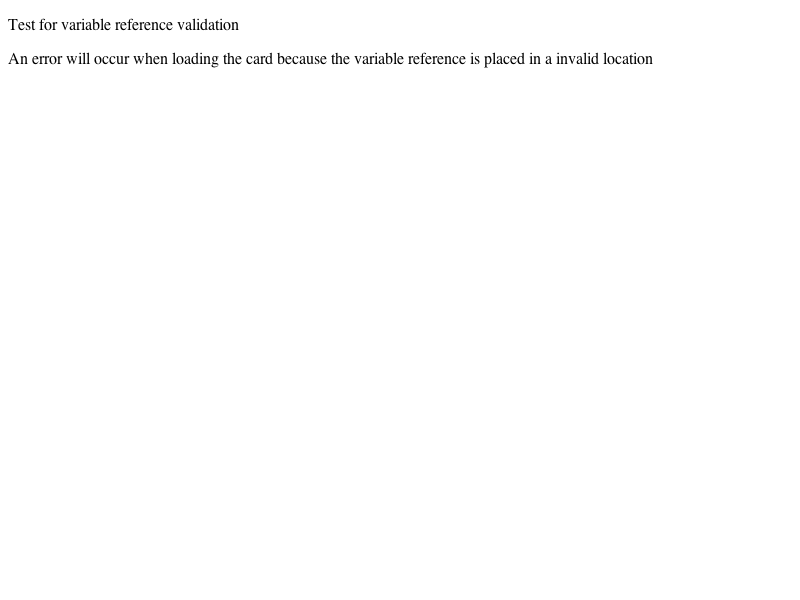 Test for variable reference validation
An error will occur when loading the card because the variable reference is placed in a invalid location